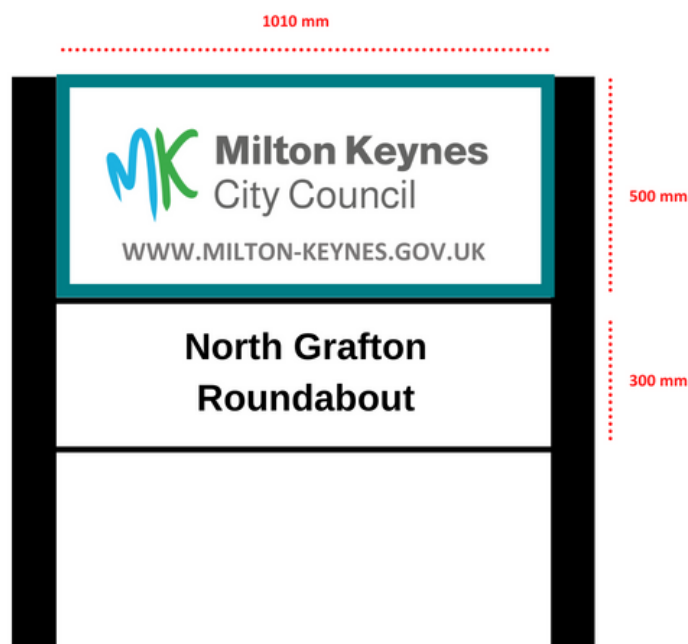 1010 mm
MK Milton Keynes
City Council
WWW.MILTON-KEYNES.GOV.UK
500 mm
North Grafton
Roundabout
300 mm